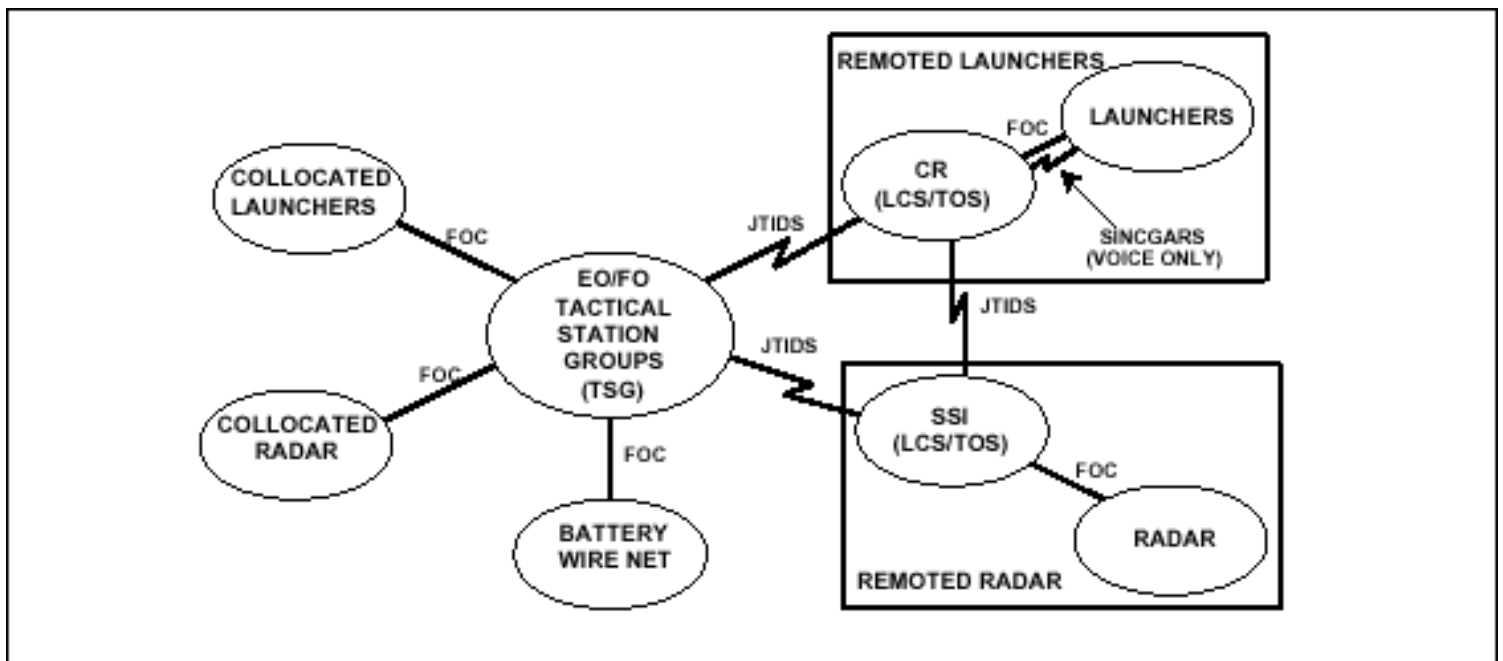 REMOTED LAUNCHERS
LAUNCHERS
FOC
CR
(LCS/TOS)
SINCGARS
(VOICE ONLY)
COLLOCATED
LAUNCHERS
FOC
JTIDS
EO/FO
TACTICAL
STATION
GROUPS
(TSG)
JTIDS
JTIDS
FOC
COLLOCATED
RADAR
FOC
BATTERY
WIRE NET
SSI
(LCS/TOS)
FOC
RADAR
REMOTED RADAR